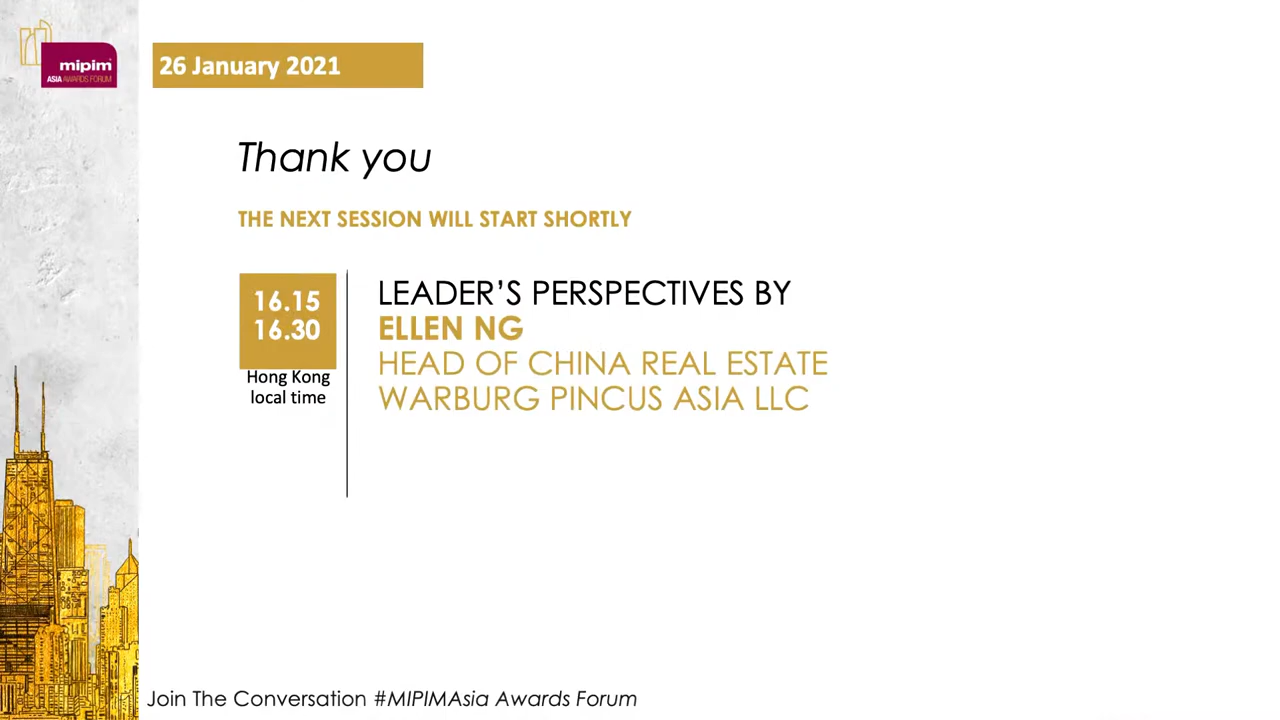 mipim
ASIA AWARDS FORUM
26 January 2021
Thank you
THE NEXT SESSION WILL START SHORTLY
16.15
16.30
Hong Kong
local time
LEADER’S PERSPECTIVES BY
ELLEN NG
HEAD OF CHINA REAL ESTATE
WARBURG PINCUS ASIA LLC
Join The Conversation #MIPIMAsia Awards Forum